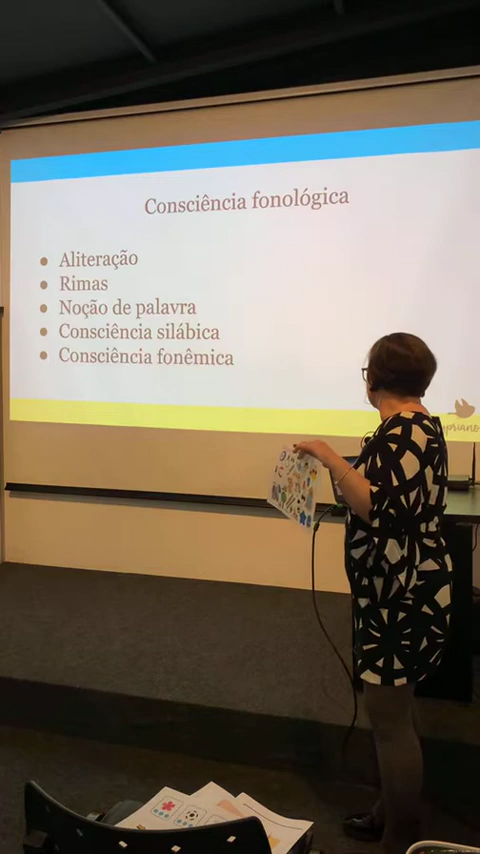 Consciência fonológica
Aliteração
Rimas
Noção de palavra
Consciência silábica
Consciência fonêmica